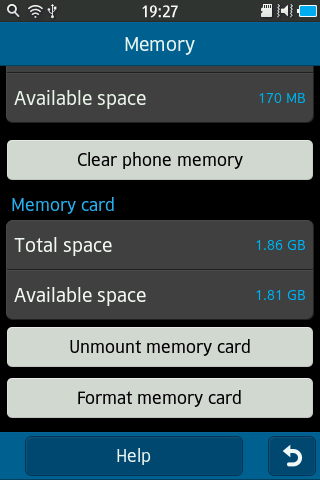 19:27
Memory
Available space 170 MB
Clear phone memory
Memory card
Total space 1.86 GB
Available space 1.81 GB
Unmount memory card
Format memory card
Help